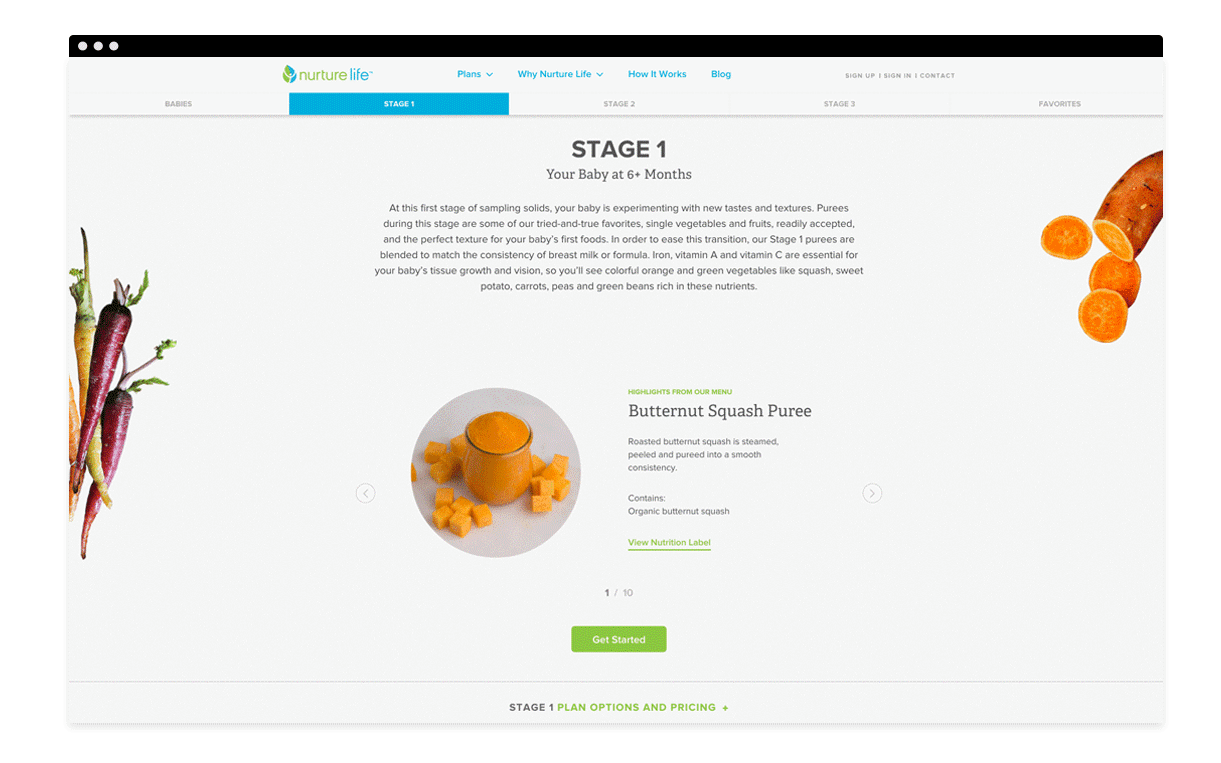 nurture life™
Plans
Why Nurture Life
How It Works
Blog
SIGN UP | SIGN IN | CONTACT
BABIES
STAGE 1
STAGE 2
STAGE 3
FAVORITES
STAGE 1
Your Baby at 6+ Months
At this first stage of sampling solids, your baby is experimenting with new tastes and textures. Purees
during this stage are some of our tried-and-true favorites, single vegetables and fruits, readily accepted,
and the perfect texture for your baby's first foods. In order to ease this transition, our Stage 1 purees are
blended to match the consistency of breast milk or formula. Iron, vitamin A and vitamin C are essential for
your baby's tissue growth and vision, so you'll see colorful orange and green vegetables like squash, sweet
potato, carrots, peas and green beans rich in these nutrients.
HIGHLIGHTS FROM OUR MENU
Butternut Squash Puree
Roasted butternut squash is steamed,
peeled and pureed into a smooth
consistency.
Contains:
Organic butternut squash
View Nutrition Label
1 / 10
Get Started
STAGE 1 PLAN OPTIONS AND PRICING +